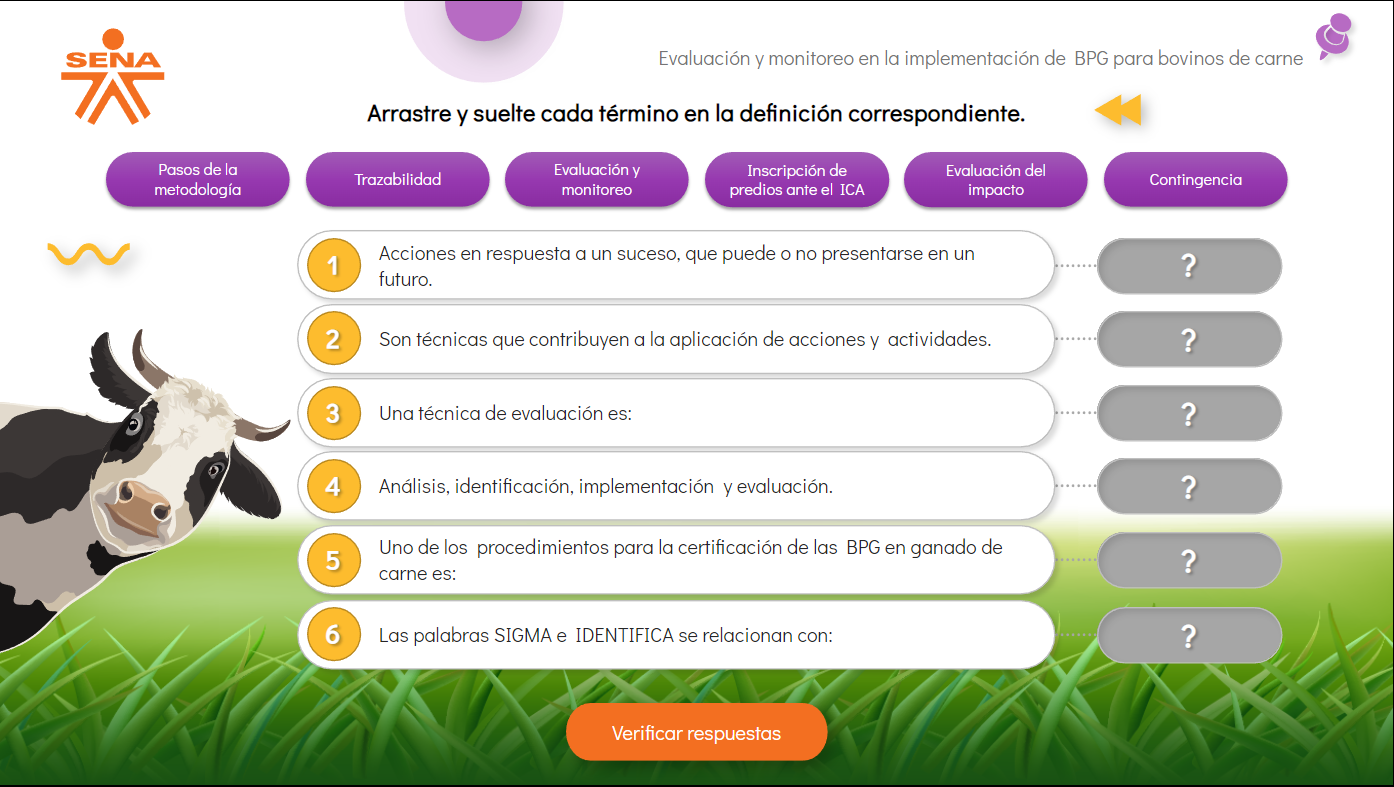 SENA
Evaluación y monitoreo en la implementación de BPG para bovinos de carne
Arrastre y suelte cada término en la definición correspondiente.
Pasos de la
metodología
Trazabilidad
Evaluación y
monitoreo
Inscripción de
predios ante el ICA
Evaluación del
impacto
Contingencia
1
Acciones en respuesta a un suceso, que puede o no presentarse en un
futuro.
?
2
Son técnicas que contribuyen a la aplicación de acciones y actividades.
?
3
Una técnica de evaluación es:
?
4
Análisis, identificación, implementación y evaluación.
?
5
Uno de los procedimientos para la certificación de las BPG en ganado de
carne es:
?
6
Las palabras SIGMA e IDENTIFICA se relacionan con:
?
Verificar respuestas